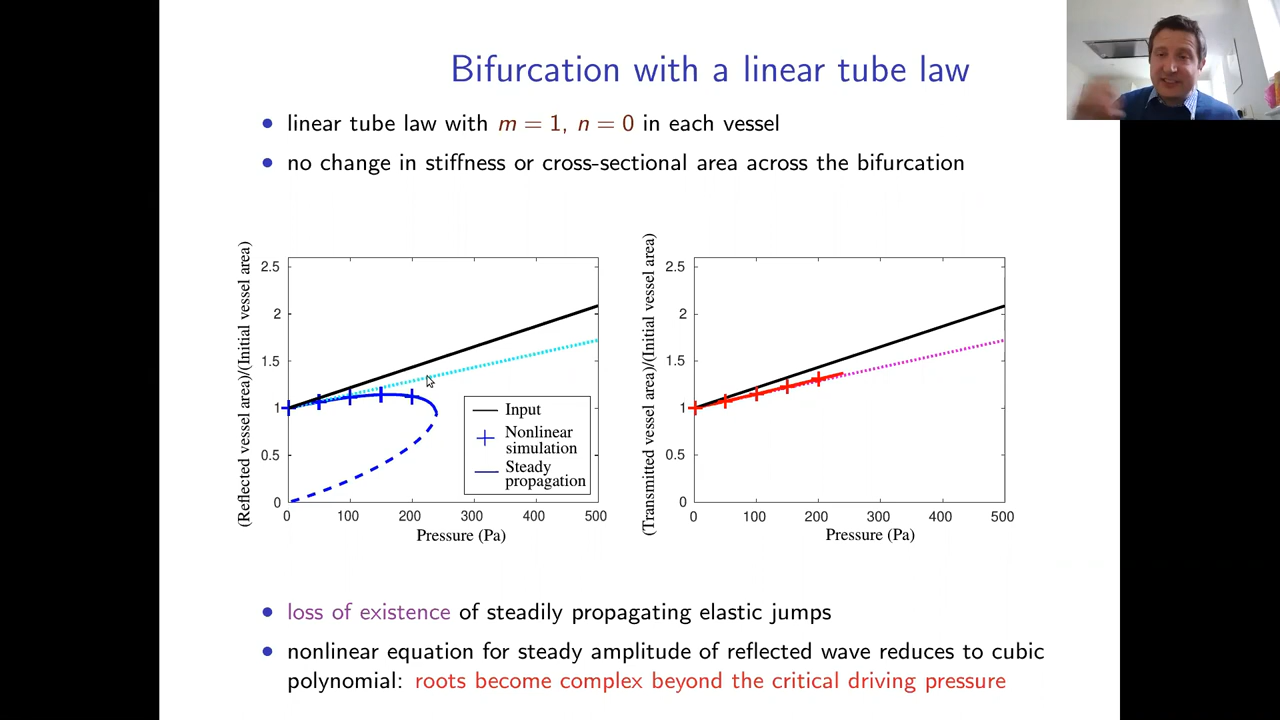 Bifurcation with a linear tube law
• linear tube law with m = 1, n = 0 in each vessel
• no change in stiffness or cross-sectional area across the bifurcation
(Reflected vessel area)/(Initial vessel area)
2.5
2
1.5
1
0.5
0
0 100 200 300 400 500
Pressure (Pa)
Input
Nonlinear
simulation
Steady
propagation
(Transmitted vessel area)/(Initial vessel area)
2.5
2
1.5
1
0.5
0
0 100 200 300 400 500
Pressure (Pa)
• loss of existence of steadily propagating elastic jumps
• nonlinear equation for steady amplitude of reflected wave reduces to cubic
polynomial: roots become complex beyond the critical driving pressure